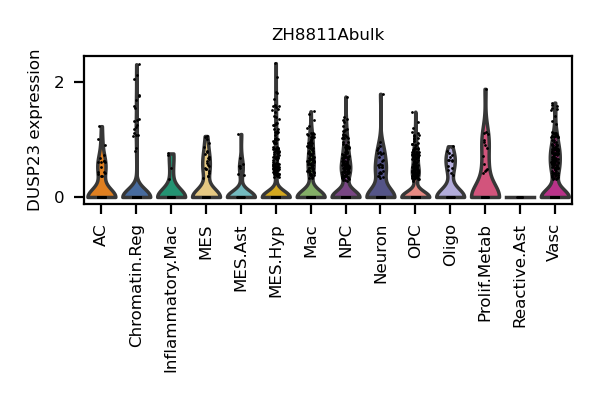 ZH8811Abulk
DUSP23 expression
2
0
AC
Chromatin.Reg
Inflammatory.Mac
MES
MES.Ast
MES.Hyp
Mac
NPC
Neuron
OPC
Oligo
Prolif.Metab
Reactive.Ast
Vasc